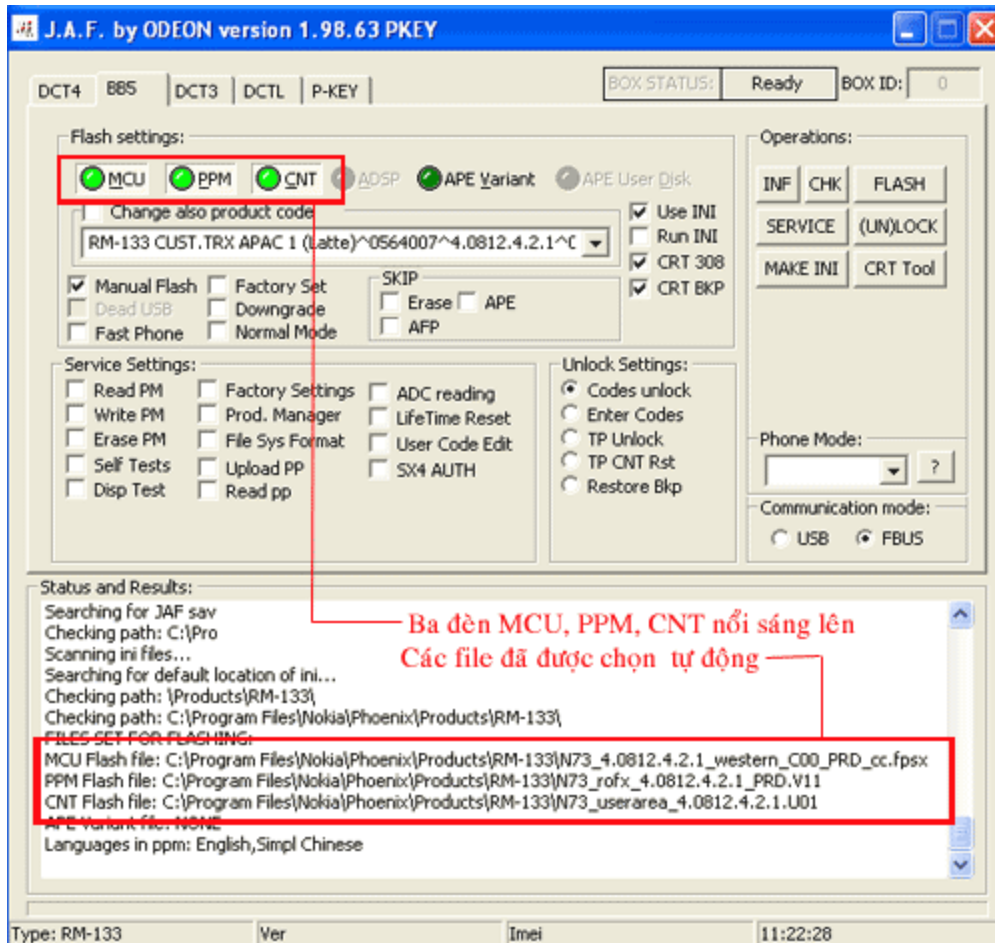 J.A.F. by ODEON version 1.98.63 PKEY
DCT4 BB5 DCT3 DCTL P-KEY
BOX STATUS: Ready BOX ID: 0
Flash settings:
MCU PPM CNT ADSP APE Variant APE User Disk
Change also product code
RM-133 CUST.TRX APAC 1 (Latte)^0564007^4.0812.4.2.1^
Use INI
Run INI
CRT 308
CRT BKP
Manual Flash Factory Set
Dead USB Downgrade
Fast Phone Normal Mode
SKIP
Erase APE
AFP
Operations:
INF CHK FLASH
SERVICE (UN)LOCK
MAKE INI CRT Tool
Service Settings:
Read PM Factory Settings ADC reading
Write PM Prod. Manager LifeTime Reset
Erase PM File Sys Format User Code Edit
Self Tests Upload PP SX4 AUTH
Disp Test Read pp
Unlock Settings:
Codes unlock
Enter Codes
TP Unlock
TP CNT Rst
Restore Bkp
Phone Mode:
?
Communication mode:
USB FBUS
Status and Results:
Searching for JAF sav
Checking path: C:\Pro
Scanning ini files...
Searching for default location of ini...
Checking path: \Products\RM-133\
Checking path: C:\Program Files\Nokia\Phoenix\Products\RM-133\
FILES SET FOR FLASHING:
MCU Flash file: C:\Program Files\Nokia\Phoenix\Products\RM-133\N73_4.0812.4.2.1_western_C00_PRD_cc.fpsx
PPM Flash file: C:\Program Files\Nokia\Phoenix\Products\RM-133\N73_rofx_4.0812.4.2.1_PRD.V11
CNT Flash file: C:\Program Files\Nokia\Phoenix\Products\RM-133\N73_userarea_4.0812.4.2.1.U01
APE Variant file: NONE
Languages in ppm: English,Simpl Chinese
Ba đèn MCU, PPM, CNT nổi sáng lên
Các file đã được chọn tự động
Type: RM-133 Ver Imei 11:22:28